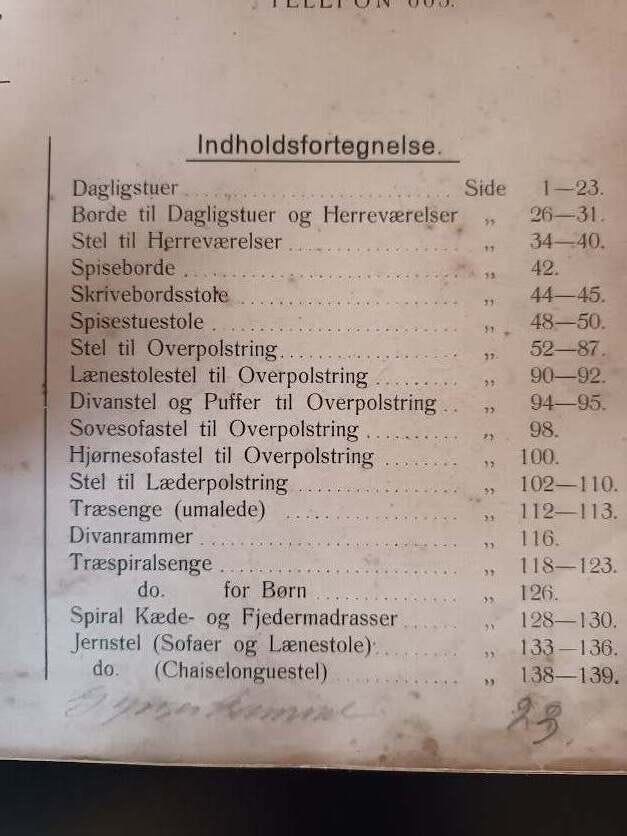 TELEFON
Indholdsfortegnelse.
Dagligstuer Side 1—23.
Borde til Dagligstuer og Herreværelser „ 26—31.
Stel til Herreværelser „ 34—40.
Spiseborde „ 42.
Skrivebordsstole „ 44—45.
Spisestuestole „ 48—50.
Stel til Overpolstring „ 52—87.
Lænestolestel til Overpolstring „ 90—92.
Divanstel og Puffer til Overpolstring „ 94—95.
Sovesofastel til Overpolstring „ 98.
Hjørnesofastel til Overpolstring „ 100.
Stel til Læderpolstring „ 102—110.
Træsenge (umalede) „ 112—113.
Divanrammer „ 116.
Træspiralsenge „ 118—123.
do. for Børn „ 126.
Spiral Kæde- og Fjedermadrasser „ 128—130.
Jernstel (Sofaer og Lænestole) „ 133—136.
do. (Chaiselonguestel) „ 138—139.
23.